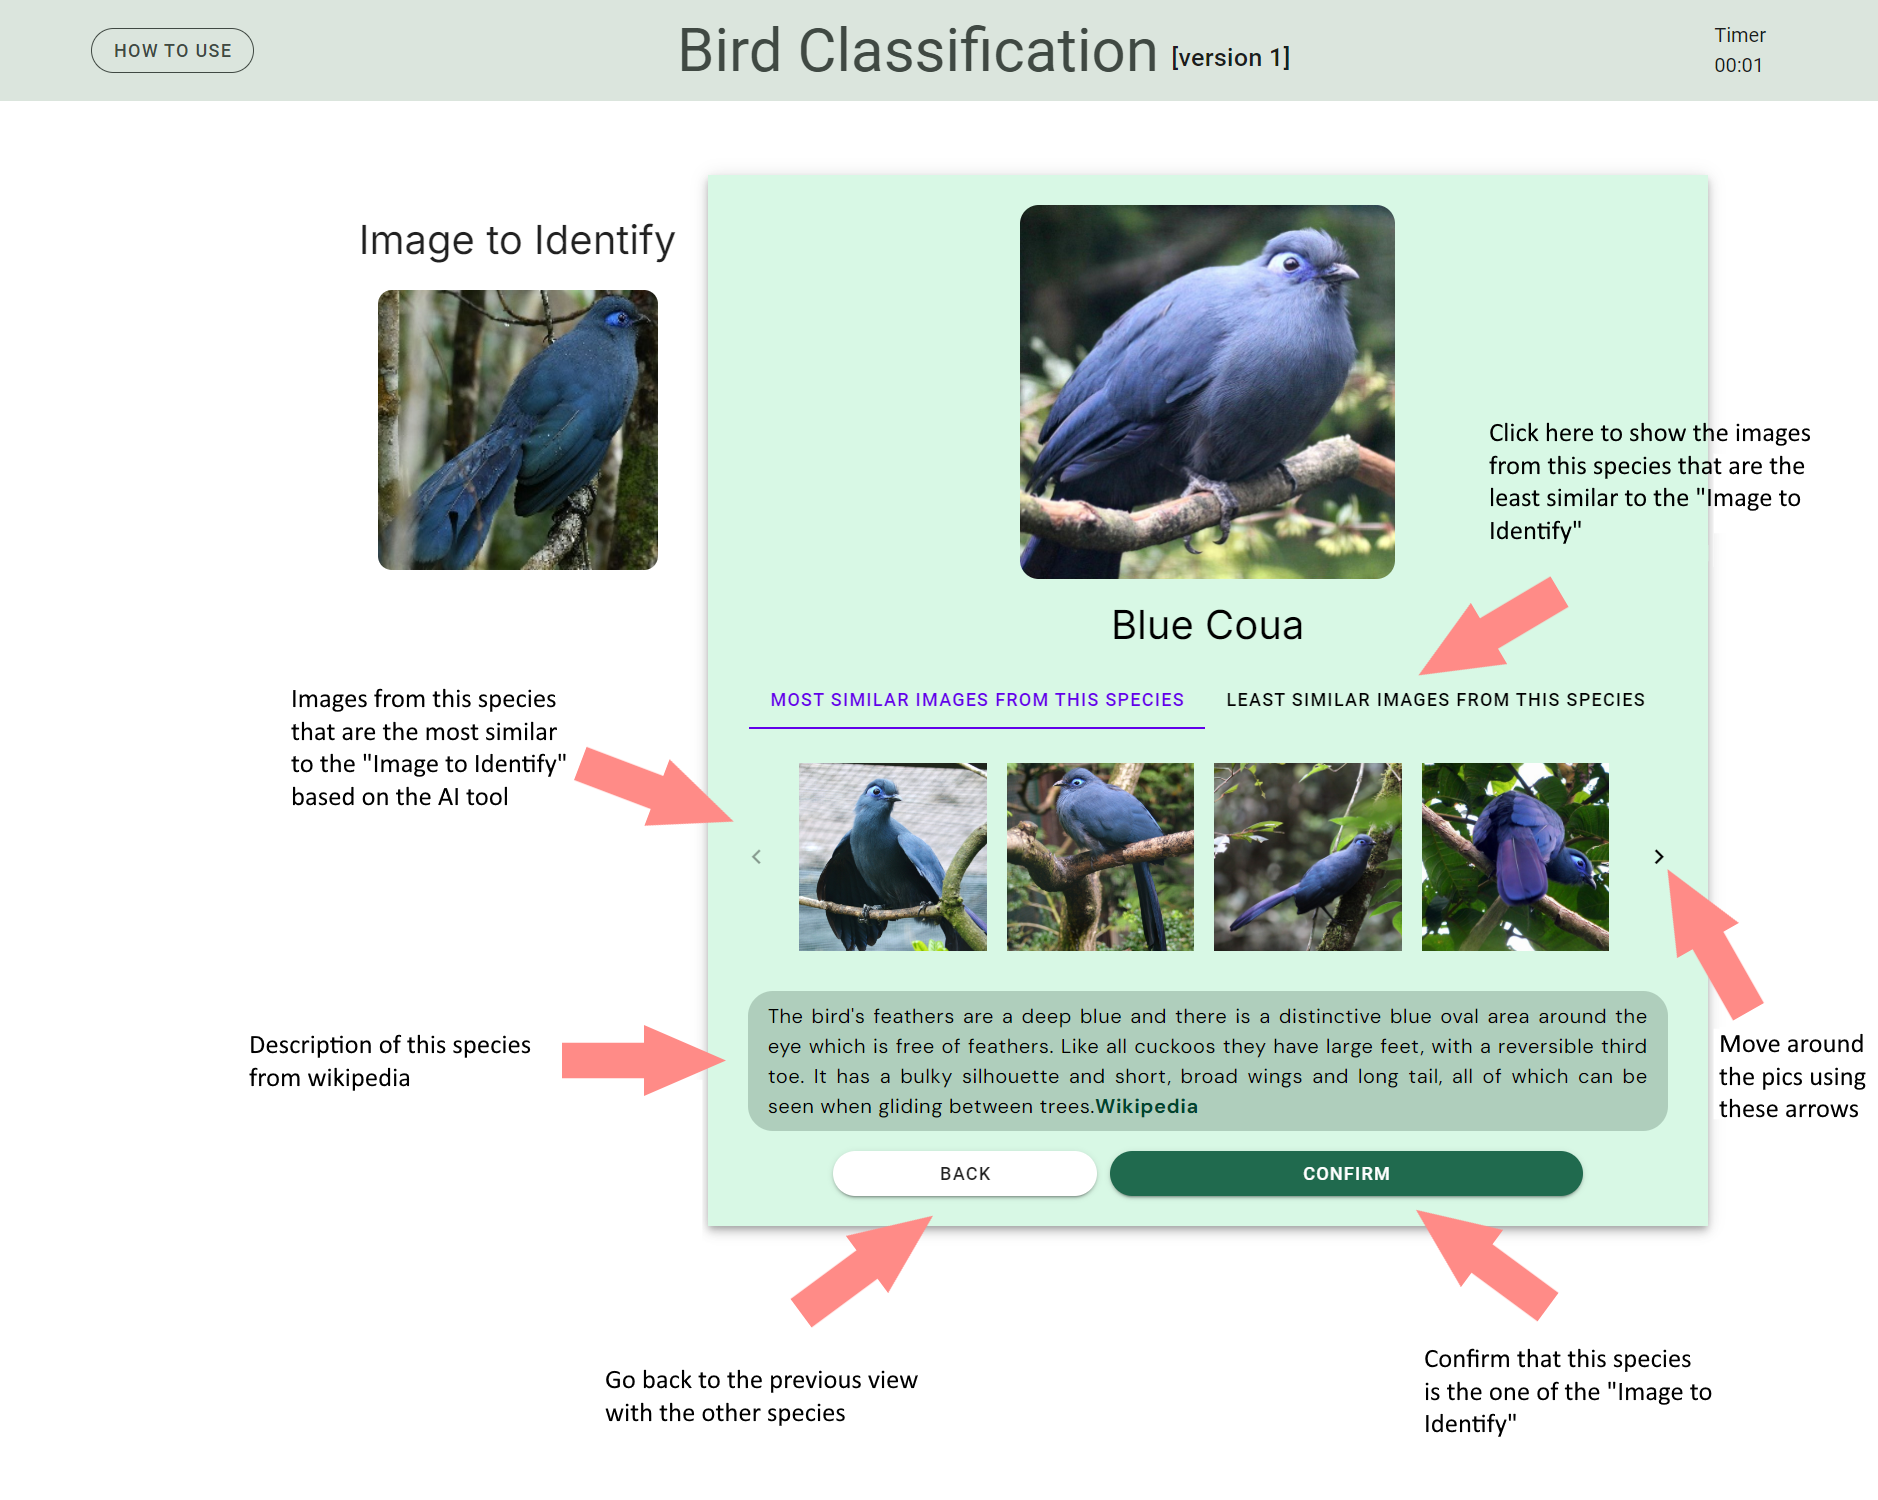 HOW TO USE
Bird Classification [version 1]
Timer
00:01
Image to Identify
Click here to show the images
from this species that are the
least similar to the "Image to
Identify"
Blue Coua
MOST SIMILAR IMAGES FROM THIS SPECIES
LEAST SIMILAR IMAGES FROM THIS SPECIES
Images from this species
that are the most similar
to the "Image to Identify"
based on the AI tool
The bird's feathers are a deep blue and there is a distinctive blue oval area around the
eye which is free of feathers. Like all cuckoos they have large feet, with a reversible third
toe. It has a bulky silhouette and short, broad wings and long tail, all of which can be
seen when gliding between trees.Wikipedia
Description of this species
from wikipedia
Move around
the pics using
these arrows
BACK
CONFIRM
Go back to the previous view
with the other species
Confirm that this species
is the one of the "Image to
Identify"